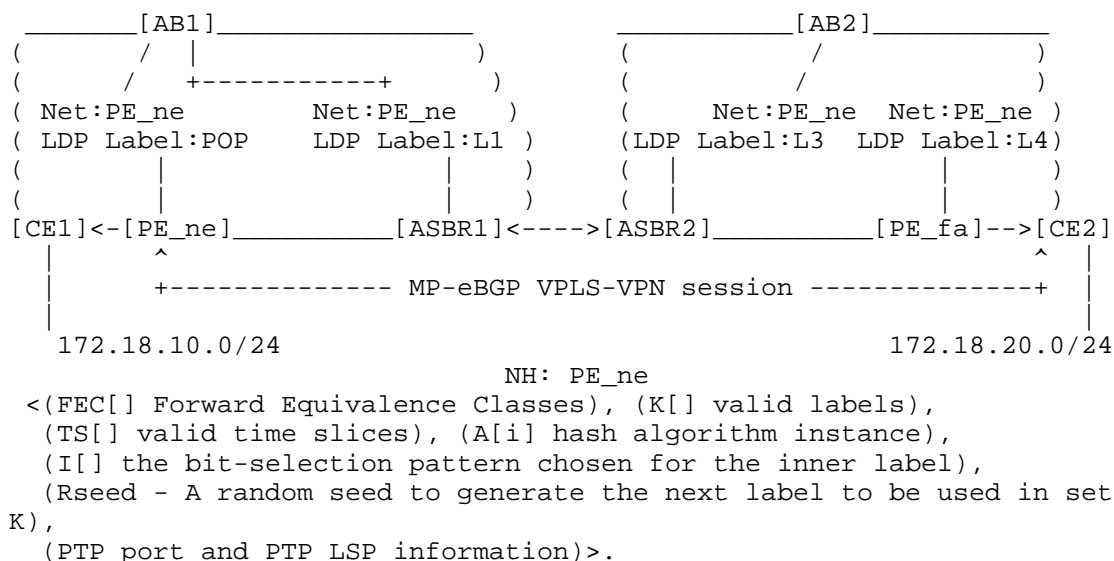 _______[AB1]________________          ___________[AB2]___________
(       /  |                 )        (            /              )
(      /   +-----------+      )       (           /               )
( Net:PE_ne        Net:PE_ne   )      (     Net:PE_ne  Net:PE_ne )
( LDP Label:POP    LDP Label:L1 )     (LDP Label:L3  LDP Label:L4)
(        |                 |    )     (  |                |      )
(        |                 |    )     (  |                |      )
[CE1]<-[PE_ne]__________[ASBR1]<---->[ASBR2]__________[PE_fa]-->[CE2]
  |      ^                                                   ^  |
  |      +-------------- MP-eBGP VPLS-VPN session --------------+  |
  |                                                                |
172.18.10.0/24                                      172.18.20.0/24
NH: PE_ne
<(FEC[] Forward Equivalence Classes), (K[] valid labels),
(TS[] valid time slices), (A[i] hash algorithm instance),
(I[] the bit-selection pattern chosen for the inner label),
(Rseed - A random seed to generate the next label to be used in set
K),
(PTP port and PTP LSP information)>.